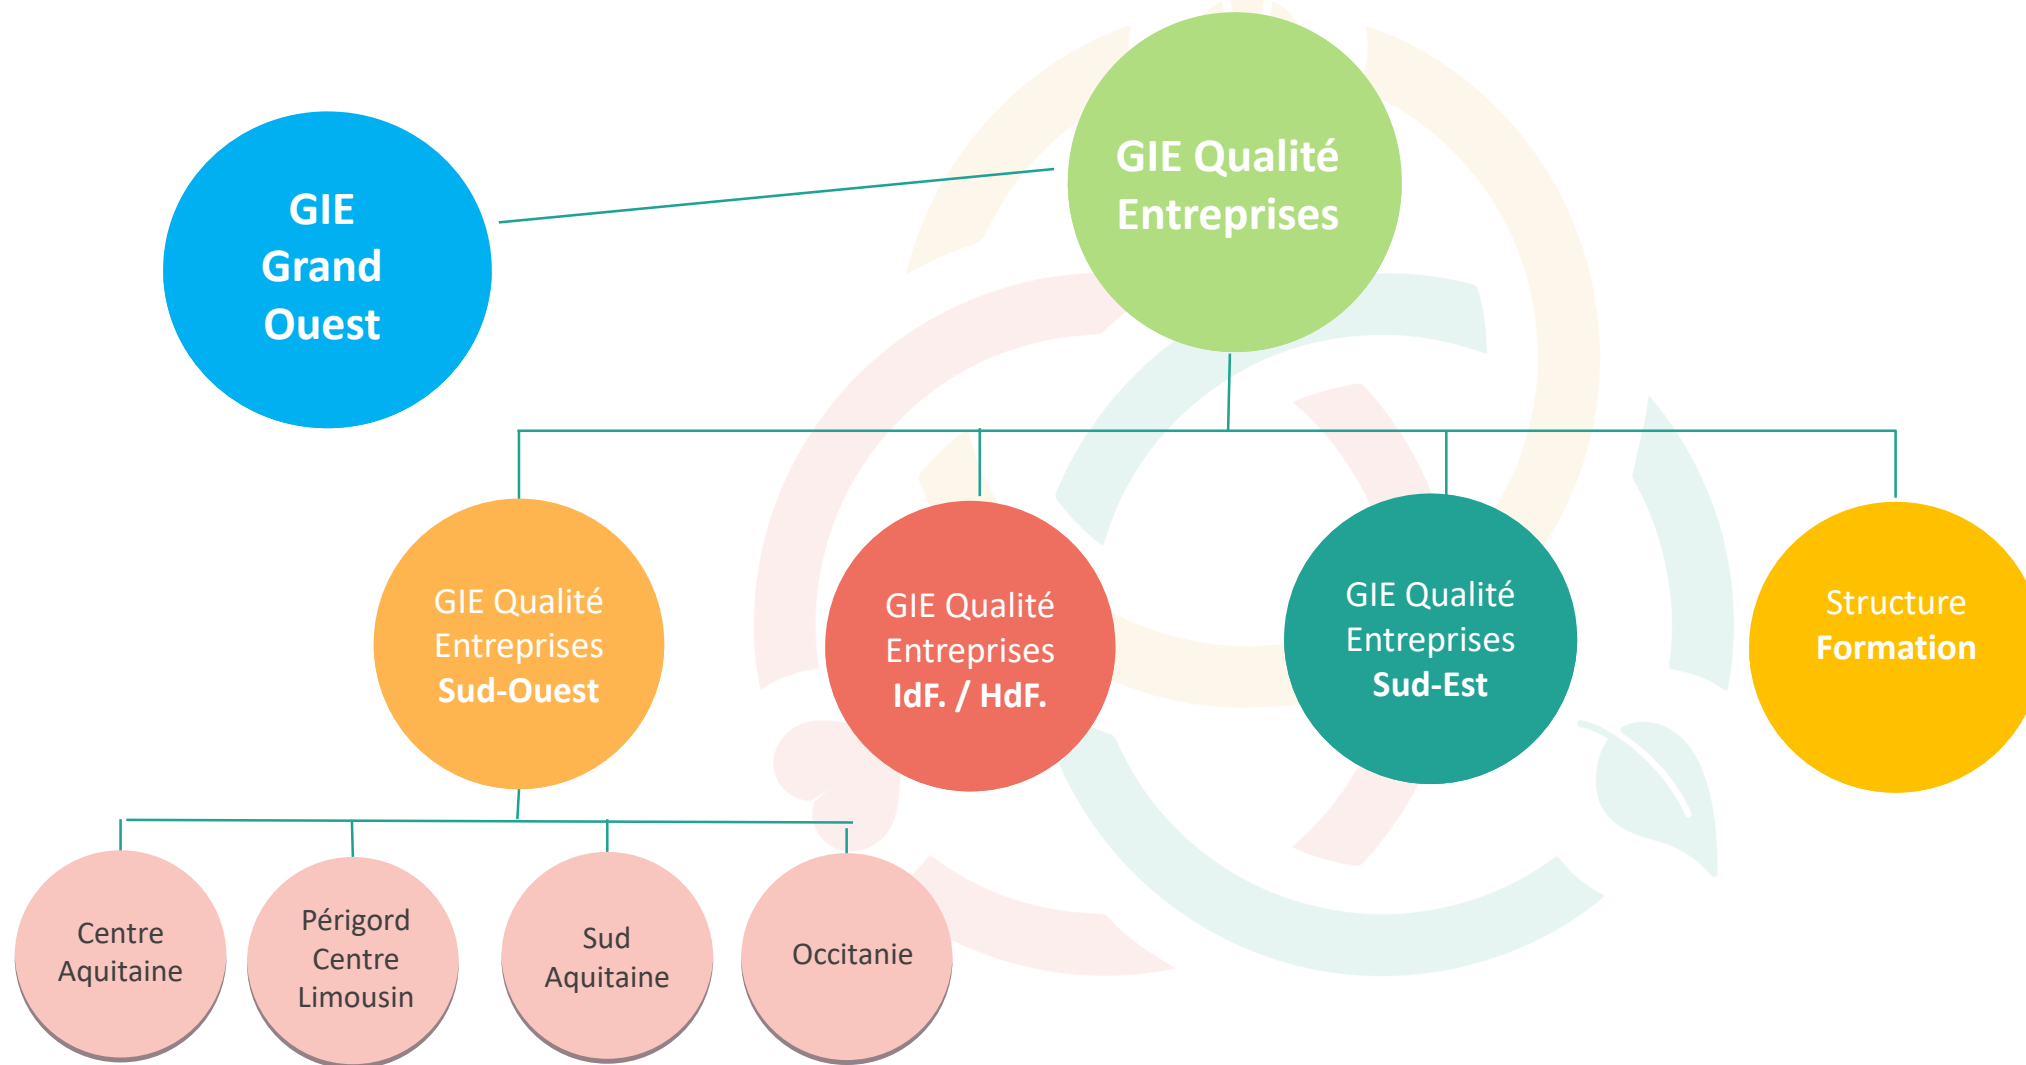 GIE Qualité
Entreprises
GIE
Grand
Ouest
GIE Qualité
Entreprises
Sud-Ouest
GIE Qualité
Entreprises
IdF. / HdF.
GIE Qualité
Entreprises
Sud-Est
Structure
Formation
Centre
Aquitaine
Périgord
Centre
Limousin
Sud
Aquitaine
Occitanie